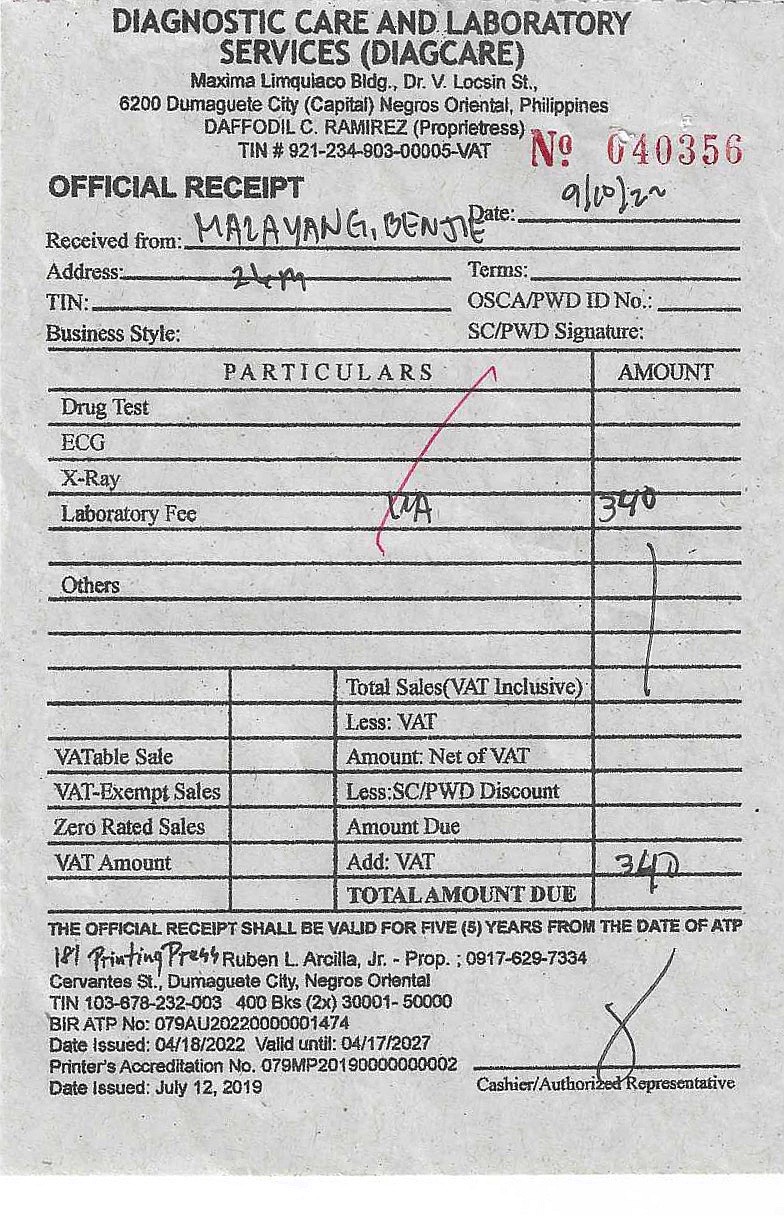 DIAGNOSTIC CARE AND LABORATORY
SERVICES (DIAGCARE)
Maxima Limquiaco Bldg., Dr. V. Locsin St.,
6200 Dumaguete City (Capital) Negros Oriental, Philippines
DAFFODIL C. RAMIREZ (Proprietress)
TIN # 921-234-903-00005-VAT
Nº 040356
OFFICIAL RECEIPT
Date: 9/10/22
Received from: MALAYANG, BENJIE
Address: 26m Terms:
TIN: OSCA/PWD ID No.:
Business Style: SC/PWD Signature:
PARTICULARS AMOUNT
Drug Test
ECG
X-Ray
Laboratory Fee 340
Others
Total Sales(VAT Inclusive)
Less: VAT
VATable Sale Amount: Net of VAT
VAT-Exempt Sales Less:SC/PWD Discount
Zero Rated Sales Amount Due
VAT Amount Add: VAT 340
TOTAL AMOUNT DUE
THE OFFICIAL RECEIPT SHALL BE VALID FOR FIVE (5) YEARS FROM THE DATE OF ATP
181 Printing Press Ruben L. Arcilla, Jr. - Prop. ; 0917-629-7334
Cervantes St., Dumaguete City, Negros Oriental
TIN 103-678-232-003 400 Bks (2x) 30001- 50000
BIR ATP No: 079AU20220000001474
Date Issued: 04/18/2022 Valid until: 04/17/2027
Printer's Accreditation No. 079MP20190000000002
Date Issued: July 12, 2019
Cashier/Authorized Representative